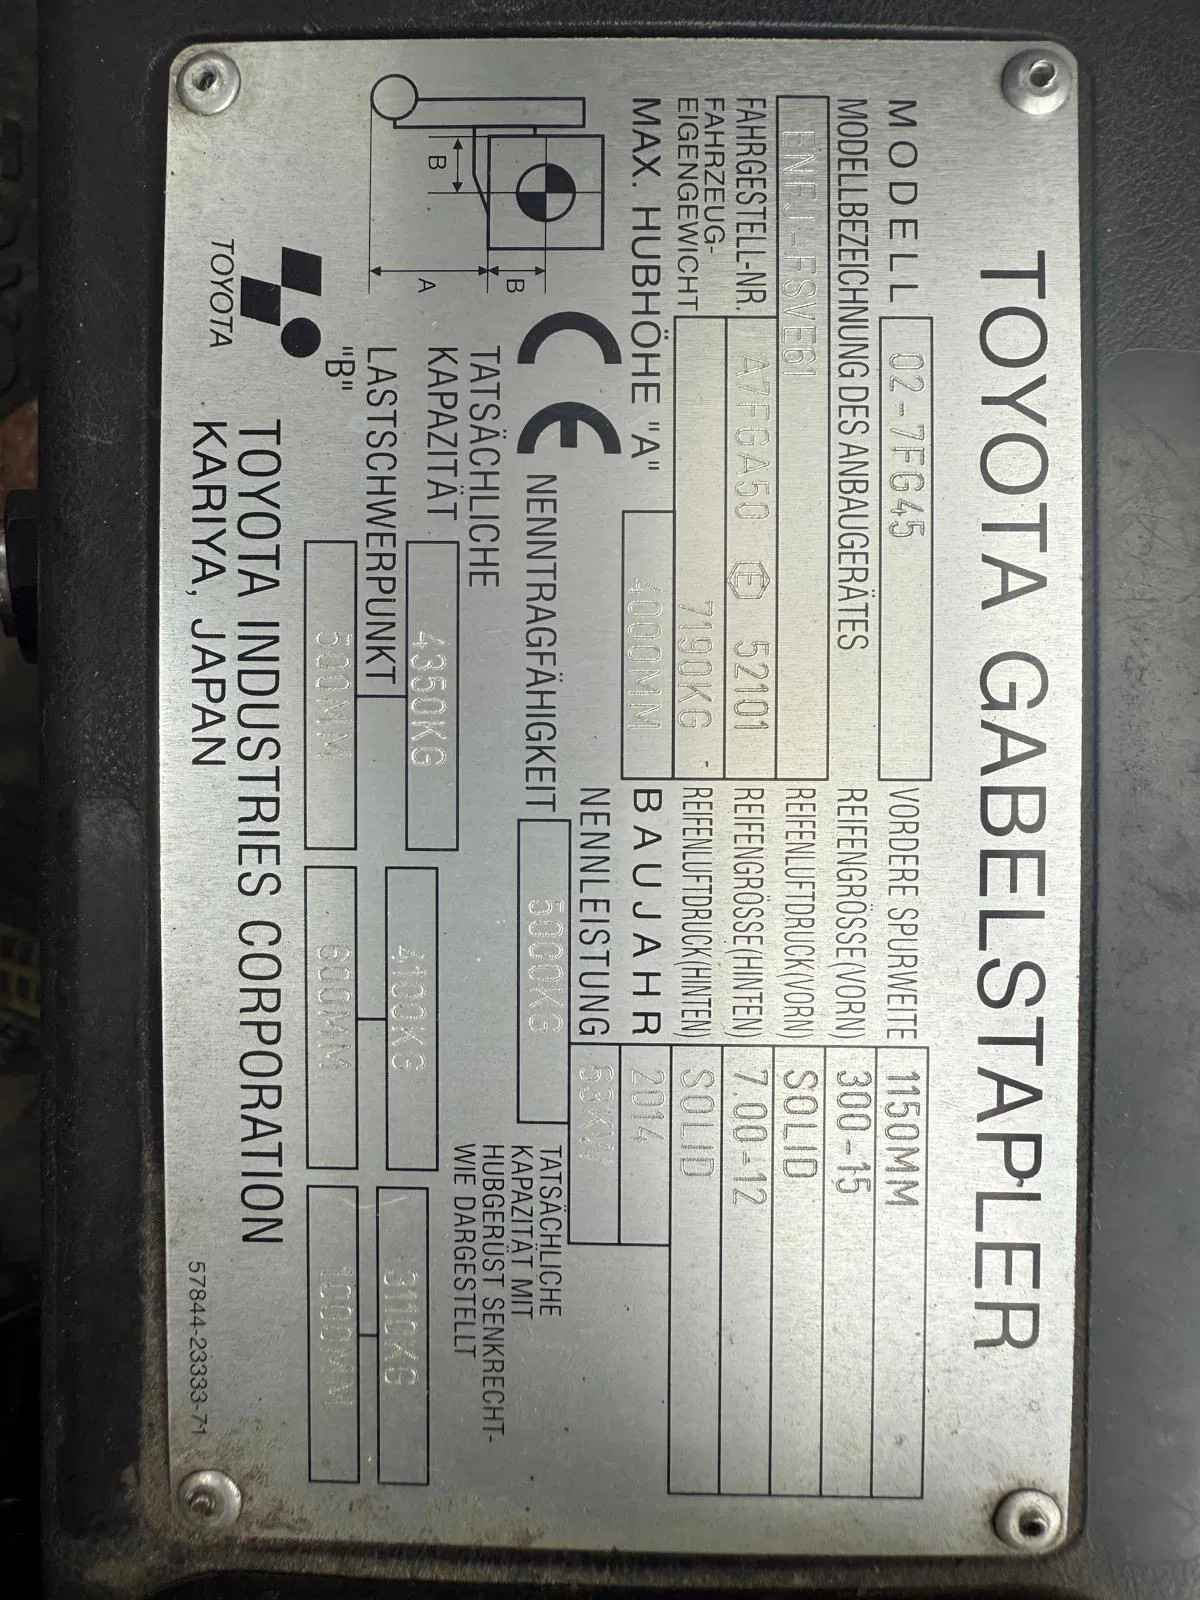 TOYOTA GABELSTAPLER
MODELL 02-7FG45
MODELLBEZEICHNUNG DES ANBAUGERÄTES
ENFJ-FSVE61
FAHRGESTELL-NR. A7FGA50 E 52101
FAHRZEUG-EIGENGEWICHT 7190KG
MAX. HUBHÖHE "A" 4000MM
VORDERE SPURWEITE 1150MM
REIFENGRÖSSE(VORN) 300-15
REIFENLUFTDRUCK(VORN) SOLID
REIFENGRÖSSE(HINTEN) 7.00-12
REIFENLUFTDRUCK(HINTEN) SOLID
BAUJAHR 2014
NENNLEISTUNG
CE NENNTRAGFÄHIGKEIT 5000KG
TATSÄCHLICHE KAPAZITÄT MIT HUBGERÜST SENKRECHT-WIE DARGESTELLT
B
B
A
TATSÄCHLICHE KAPAZITÄT 4350KG 4100KG 3110KG
LASTSCHWERPUNKT "B" 500MM 600MM 1000MM
TOYOTA
TOYOTA INDUSTRIES CORPORATION
KARIYA, JAPAN
57844-23333-71